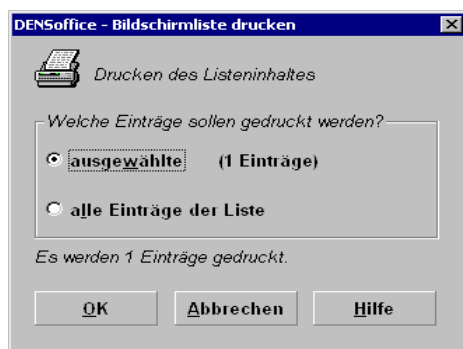 DENSoffice - Bildschirmliste drucken
Drucken des Listeninhaltes
Welche Einträge sollen gedruckt werden?
ausgewählte (1 Einträge)
alle Einträge der Liste
Es werden 1 Einträge gedruckt.
OK Abbrechen Hilfe